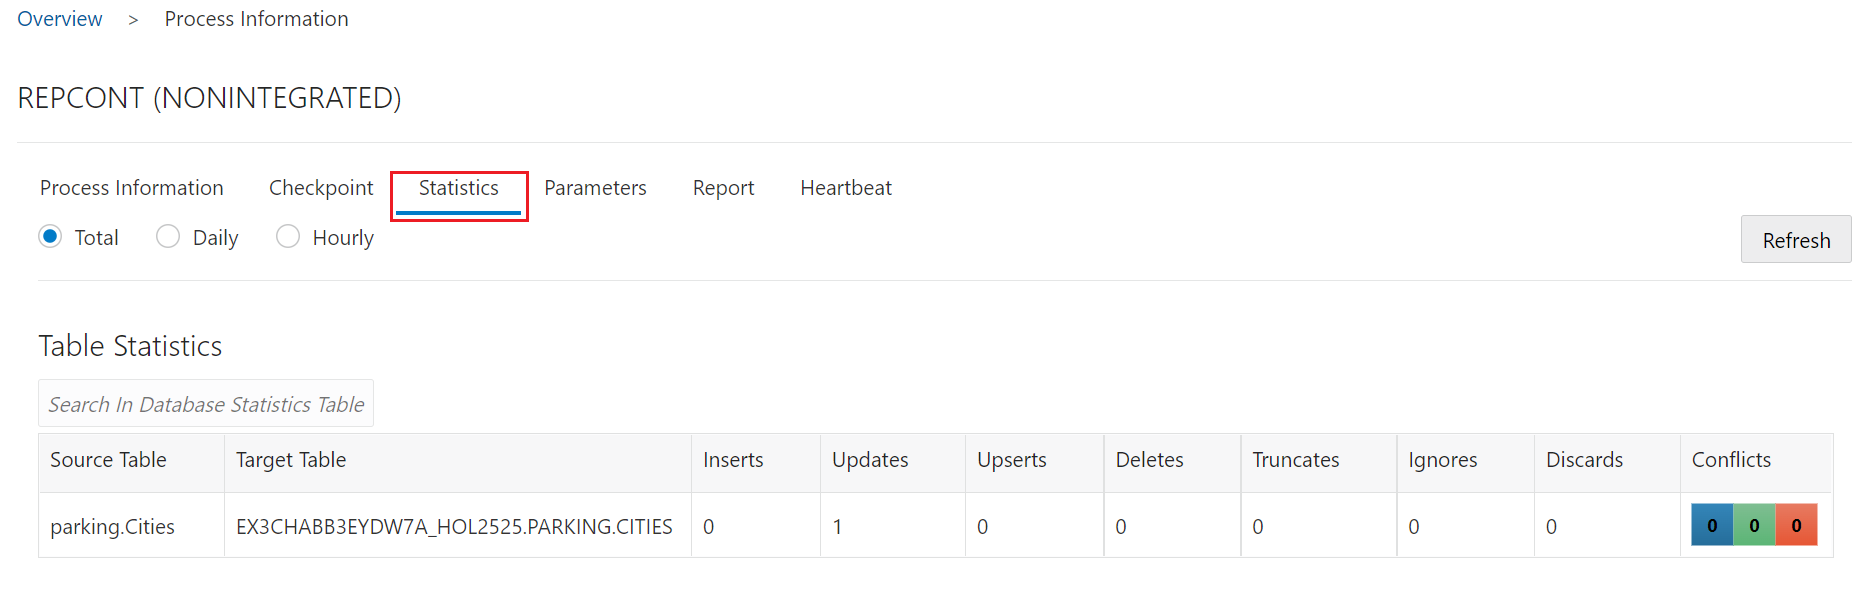 Overview > Process Information
REPCONT (NONINTEGRATED)
Process Information Checkpoint Statistics Parameters Report Heartbeat
Total Daily Hourly
Refresh
Table Statistics
Search In Database Statistics Table
Source Table Target Table Inserts Updates Upserts Deletes Truncates Ignores Discards Conflicts
parking.Cities EX3CHABB3EYDW7A_HOL2525.PARKING.CITIES 0 1 0 0 0 0 0 0 0 0